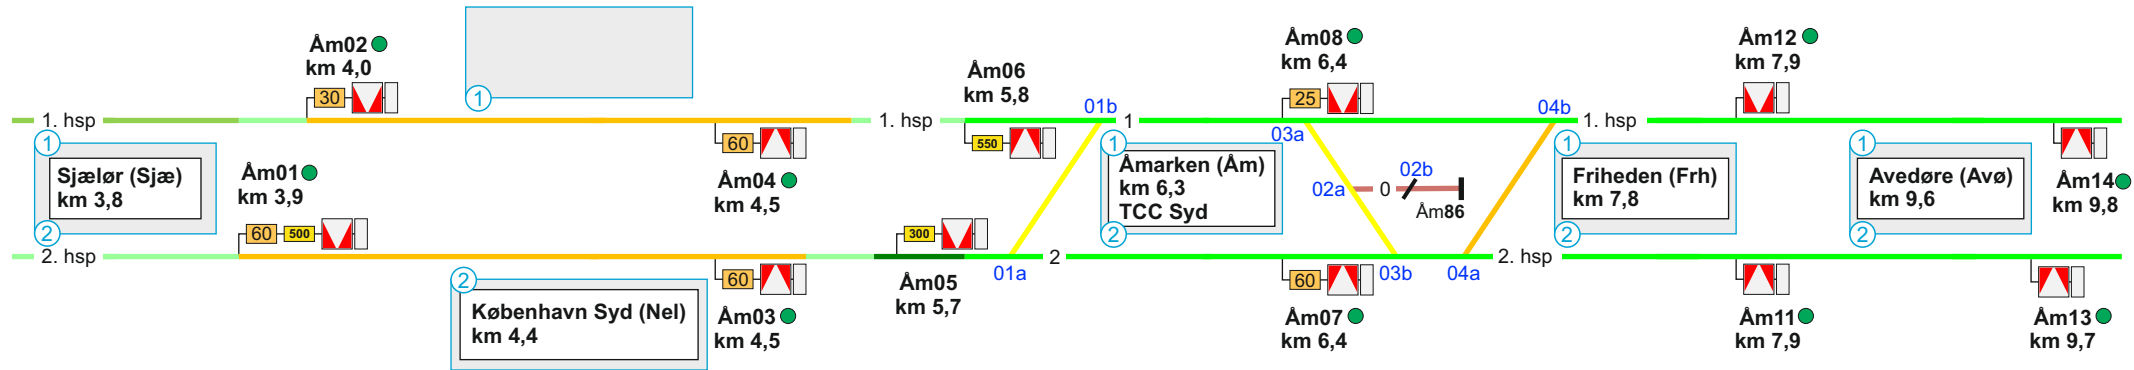 Åm02
km 4,0
30
1
Åm06
km 5,8
Åm08
km 6,4
25
Åm12
km 7,9
01b
04b
1. hsp
1. hsp
1
1. hsp
60
550
03a
1
Sjælør (Sjæ)
km 3,8
2
Åm01
km 3,9
60
500
Åm04
km 4,5
1
Åmarken (Åm)
km 6,3
TCC Syd
2
02a
0
02b
Åm86
1
Friheden (Frh)
km 7,8
2
1
Avedøre (Avø)
km 9,6
2
Åm14
km 9,8
300
2. hsp
2
2. hsp
01a
03b
04a
2
København Syd (Nel)
km 4,4
60
Åm03
km 4,5
Åm05
km 5,7
60
Åm07
km 6,4
Åm11
km 7,9
Åm13
km 9,7